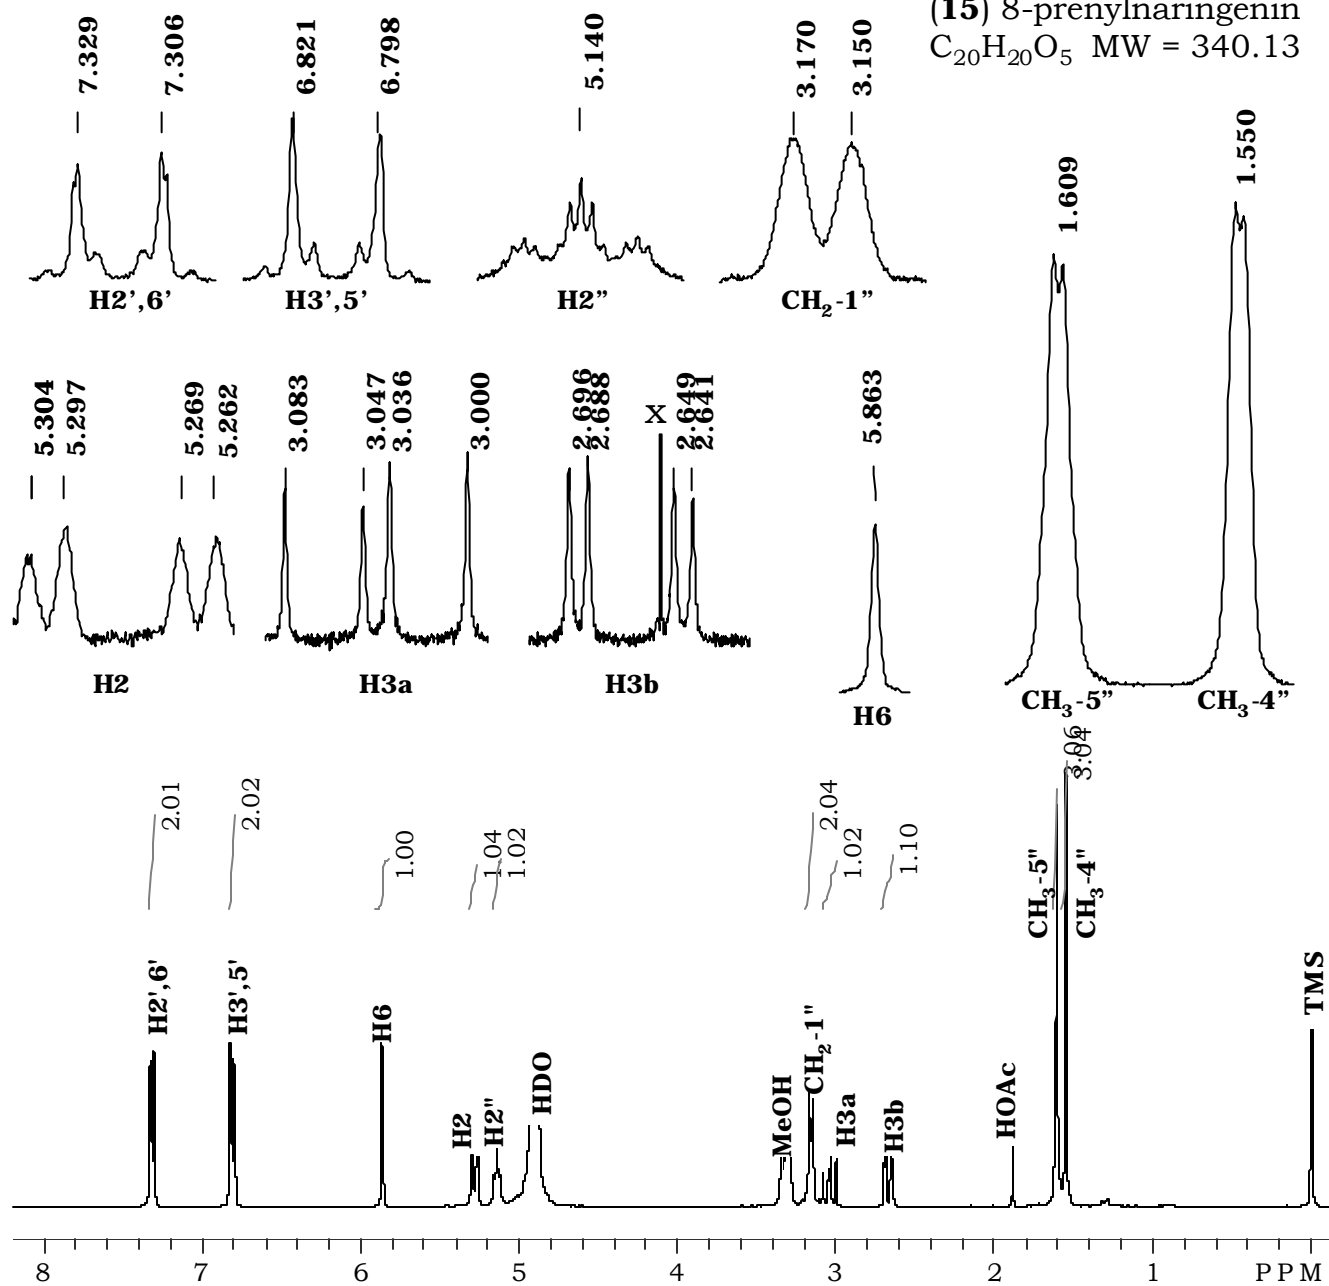 (15) 8-prenylnaringenin
C20H20O5 MW = 340.13
7.329 7.306 6.821 6.798 5.140 3.170 3.150
1.609 1.550
H2’,6’ H3’,5’ H2” CH2-1”
5.304 5.297 5.269 5.262 3.083 3.047 3.036 3.000 2.696 2.688 X 2.649 2.641 5.863
H2 H3a H3b H6 CH3-5” CH3-4”
2.01 2.02 1.00 1.04 1.02 2.04 1.02 1.10 3.06 3.04
CH3-5" CH3-4"
H2',6' H3',5' H6 H2 H2" HDO MeOH CH2-1" H3a H3b HOAc TMS
8 7 6 5 4 3 2 1 PPM